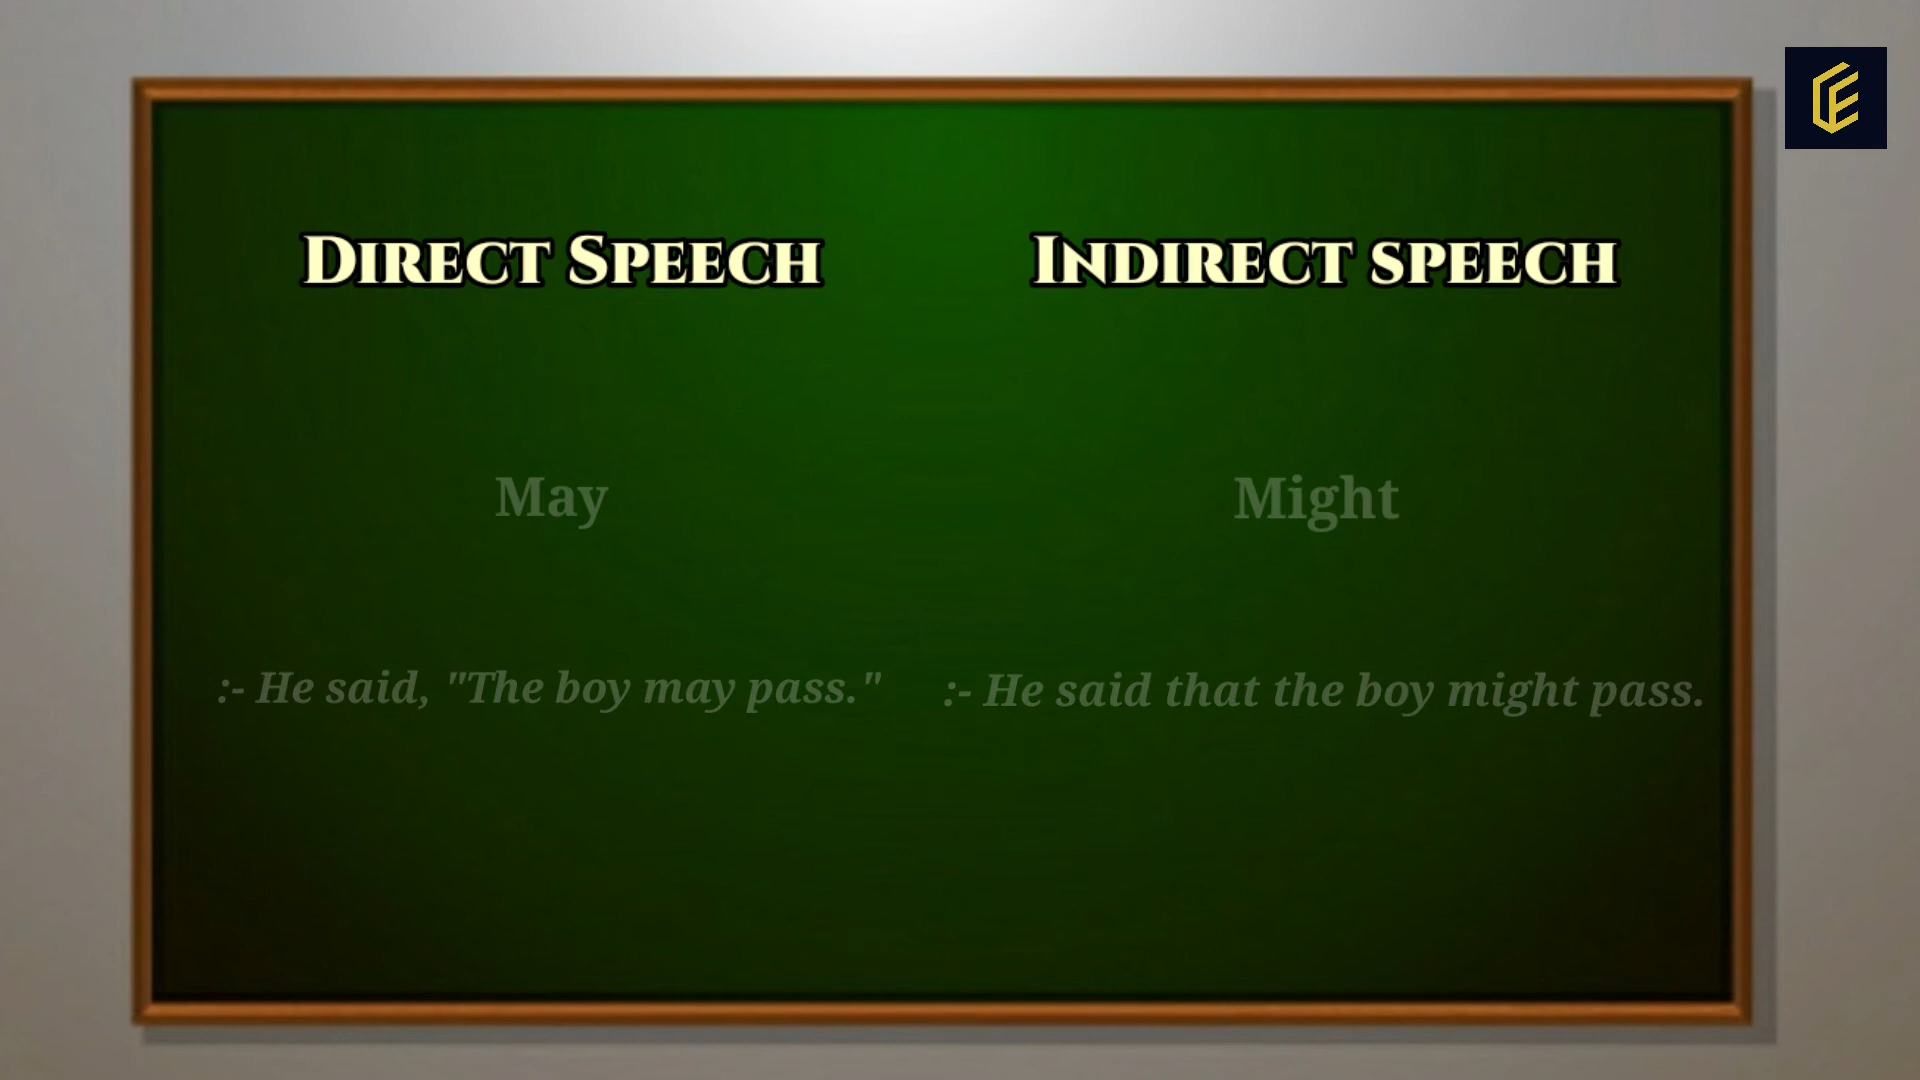 Direct Speech
Indirect speech
May
Might
:- He said, "The boy may pass."
:- He said that the boy might pass.